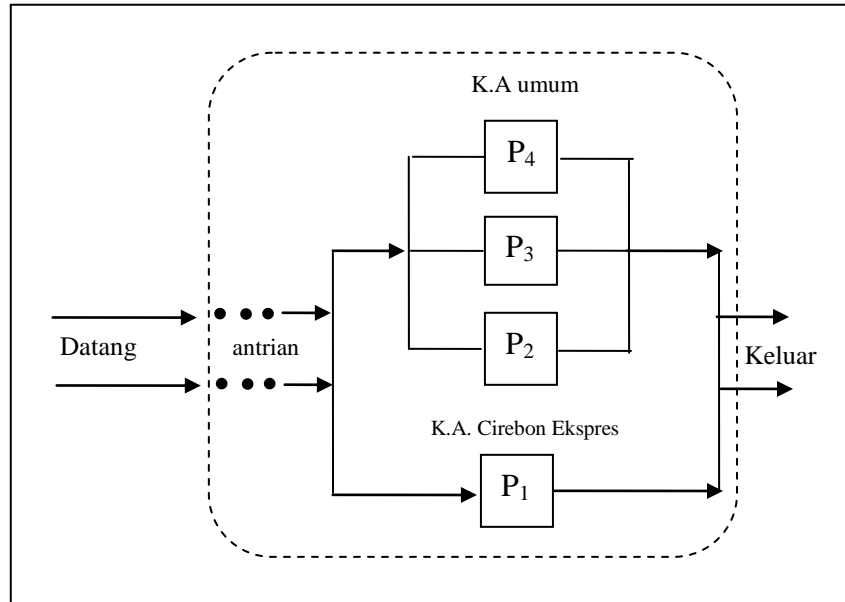 K.A umum
P4
P3
P2
Datang
antrian
Keluar
K.A. Cirebon Ekspres
P1